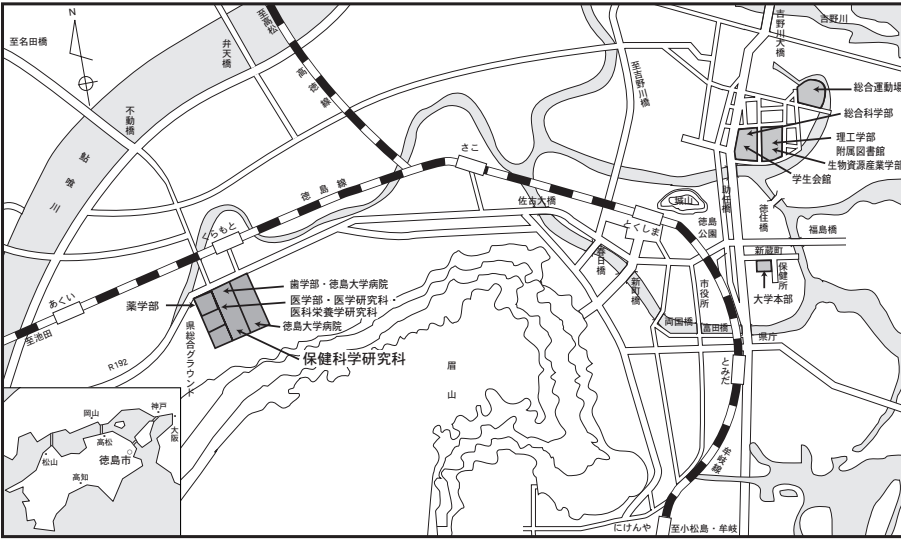 N
至名田橋
弁天橋
至高松
高徳線
不動橋
鮎喰川
至吉野川橋
吉野川大橋
吉野川
総合運動場
総合科学部
理工学部
附属図書館
生物資源産業学部
学生会館
助任橋
徳住橋
さこ
徳島線
佐古大橋
とくしま
城山
徳島
公園
福島橋
新蔵町
保健所
大学本部
くらもと
春日橋
新町橋
市役所
両国橋
富田橋
県庁
とみだ
あくい
至池田
薬学部
歯学部・徳島大学病院
医学部・医学研究科・
医科栄養学研究科
徳島大学病院
保健科学研究科
県総合グラウンド
R192
眉山
牟岐線
にけんや
至小松島・牟岐
岡山
神戸
大阪
高松
松山
徳島市
高知